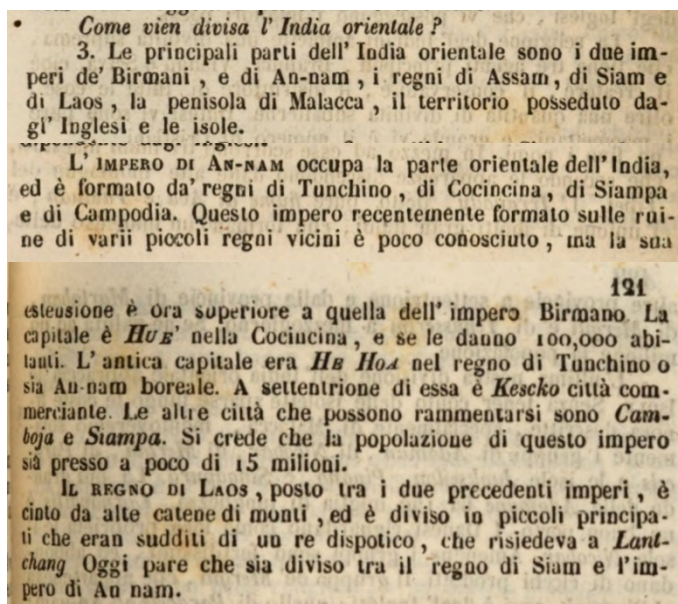 Come vien divisa l' India orientale ?
3. Le principali parti dell' India orientale sono i due im-
peri de' Birmani , e di An-nam , i regni di Assam, di Siam e
di Laos , la penisola di Malacca , il territorio posseduto da-
gl' Inglesi e le isole.
L' IMPERO DI AN-NAM occupa la parte orientale dell' India,
ed è formato da' regni di Tunchino , di Cocincina, di Siampa
e di Campodia. Questo impero recentemente formato sulle rui-
ne di varii piccoli regni vicini è poco conosciuto , ma la sua
121
estensione è ora superiore a quella dell' impero Birmano. La
capitale è HUE' nella Cocincina , e se le danno 100,000 abi-
tanti. L' antica capitale era HE HOA nel regno di Tunchino o
sia An-nam boreale. A settentrione di essa è Kescko città com-
merciante. Le altre città che possono rammentarsi sono Cam-
boja e Siampa. Si crede che la popolazione di questo impero
sia presso a poco di 15 milioni.
IL REGNO DI LAOS , posto tra i due precedenti imperi , è
cinto da alte catene di monti , ed è diviso in piccoli principa-
ti che eran sudditi di un re dispotico , che risiedeva a Lant-
chang Oggi pare che sia diviso tra il regno di Siam e l'im-
pero di An nam.